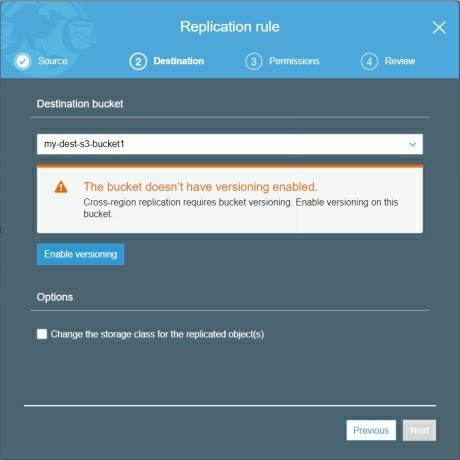 Replication rule
Source
2 Destination
3 Permissions
4 Review
Destination bucket
my-dest-s3-bucket1
The bucket doesn't have versioning enabled.
Cross-region replication requires bucket versioning. Enable versioning on this
bucket.
Enable versioning
Options
Change the storage class for the replicated object(s)
Previous
Next